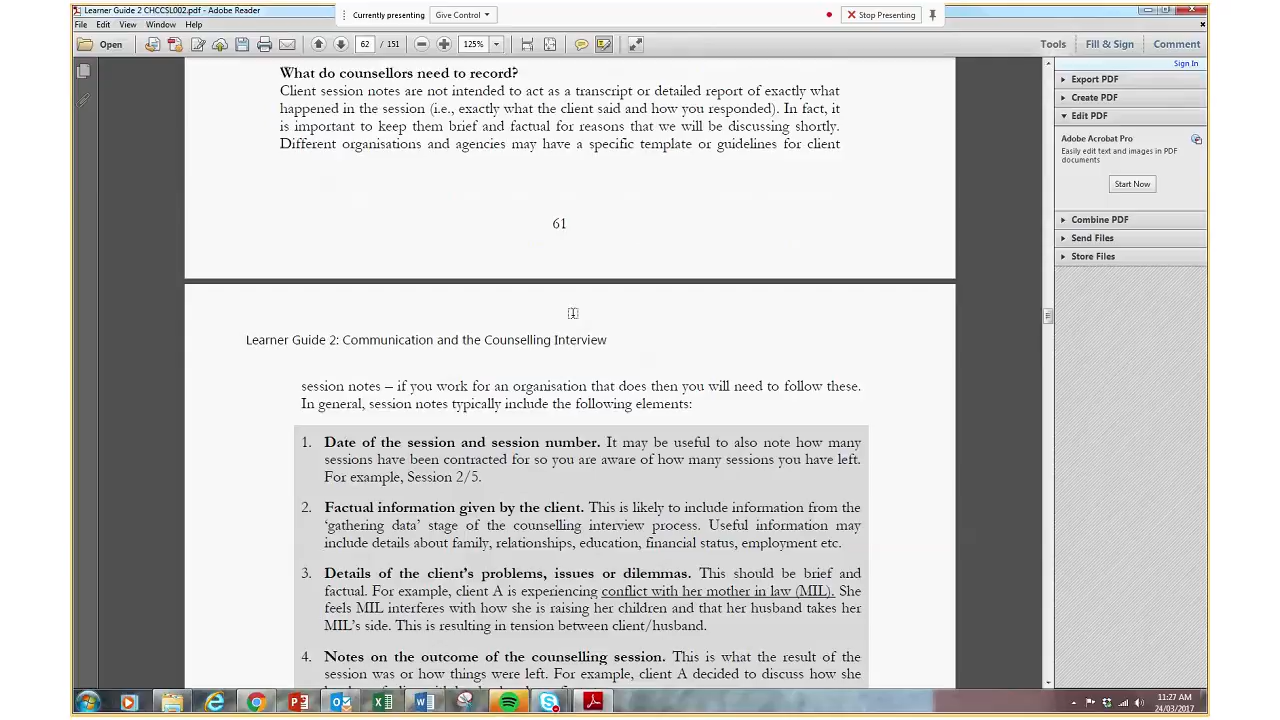 Learner Guide 2 CHCCSL002.pdf - Adobe Reader
Currently presenting Give Control Stop Presenting
File Edit View Window Help
Open 62 / 151 125% Tools Fill & Sign Comment
Sign In
Export PDF
Create PDF
Edit PDF
Adobe Acrobat Pro
Easily edit text and images in PDF
documents
Start Now
Combine PDF
Send Files
Store Files
What do counsellors need to record?
Client session notes are not intended to act as a transcript or detailed report of exactly what
happened in the session (i.e., exactly what the client said and how you responded). In fact, it
is important to keep them brief and factual for reasons that we will be discussing shortly.
Different organisations and agencies may have a specific template or guidelines for client
61
Learner Guide 2: Communication and the Counselling Interview
session notes – if you work for an organisation that does then you will need to follow these.
In general, session notes typically include the following elements:
1. Date of the session and session number. It may be useful to also note how many
sessions have been contracted for so you are aware of how many sessions you have left.
For example, Session 2/5.
2. Factual information given by the client. This is likely to include information from the
‘gathering data’ stage of the counselling interview process. Useful information may
include details about family, relationships, education, financial status, employment etc.
3. Details of the client’s problems, issues or dilemmas. This should be brief and
factual. For example, client A is experiencing conflict with her mother in law (MIL). She
feels MIL interferes with how she is raising her children and that her husband takes her
MIL’s side. This is resulting in tension between client/husband.
4. Notes on the outcome of the counselling session. This is what the result of the
session was or how things were left. For example, client A decided to discuss how she
11:27 AM
24/03/2017